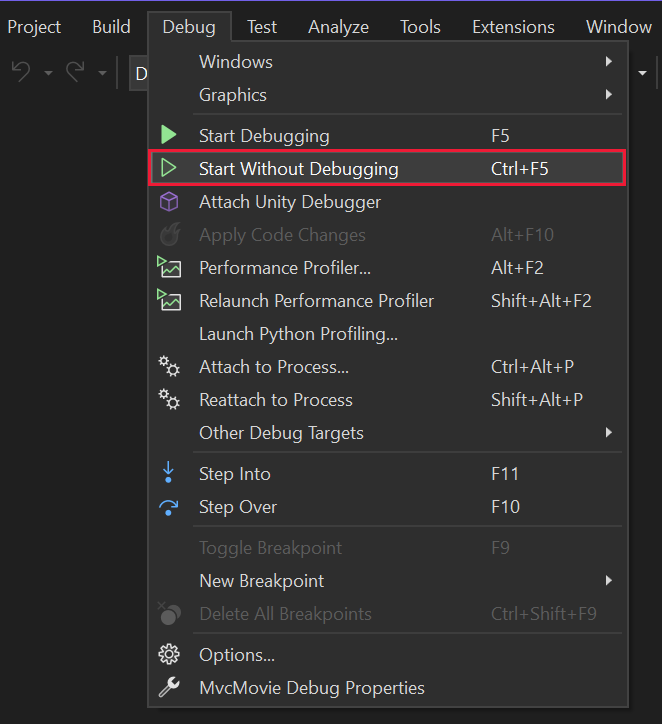 Project Build Debug Test Analyze Tools Extensions Window
D
Windows
Graphics
Start Debugging F5
Start Without Debugging Ctrl+F5
Attach Unity Debugger
Apply Code Changes Alt+F10
Performance Profiler... Alt+F2
Relaunch Performance Profiler Shift+Alt+F2
Launch Python Profiling...
Attach to Process... Ctrl+Alt+P
Reattach to Process Shift+Alt+P
Other Debug Targets
Step Into F11
Step Over F10
Toggle Breakpoint F9
New Breakpoint
Delete All Breakpoints Ctrl+Shift+F9
Options...
MvcMovie Debug Properties